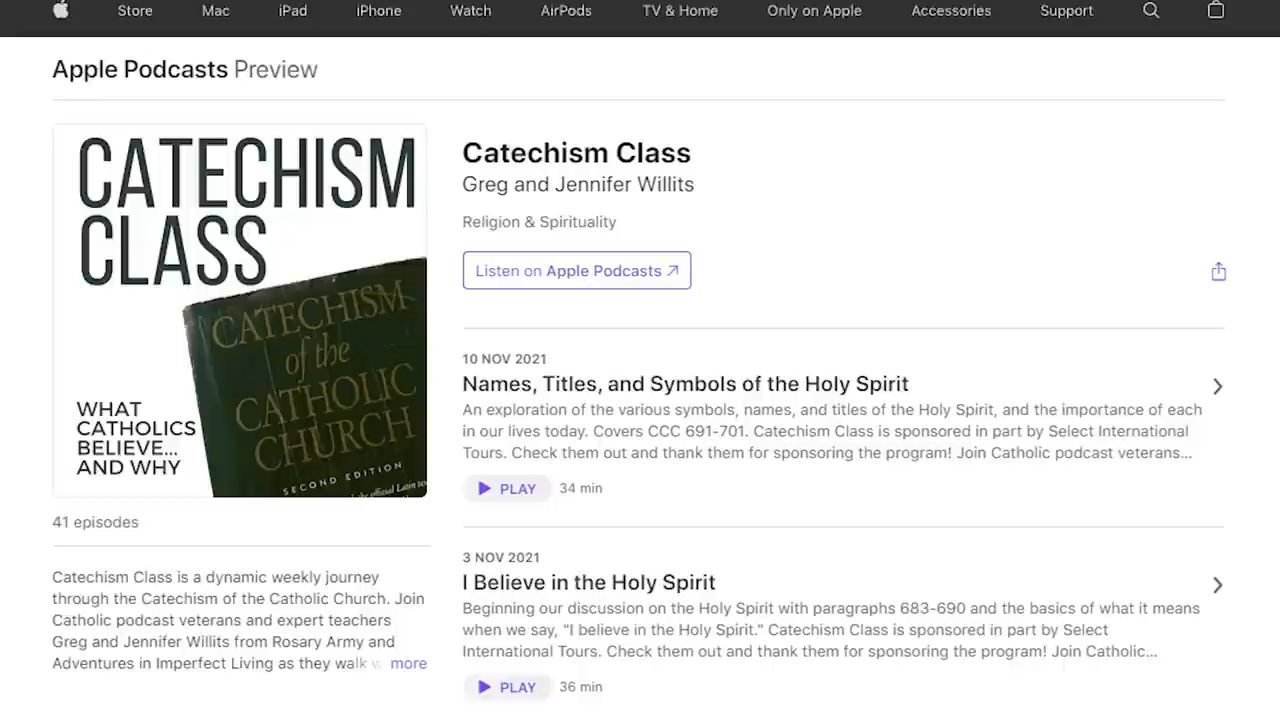 Store Mac iPad iPhone Watch AirPods TV & Home Only on Apple Accessories Support
Apple Podcasts Preview
CATECHISM
CLASS
CATECHISM
of the
CATHOLIC
CHURCH
SECOND EDITION
the official Latin
WHAT
CATHOLICS
BELIEVE...
AND WHY
41 episodes
Catechism Class is a dynamic weekly journey
through the Catechism of the Catholic Church. Join
Catholic podcast veterans and expert teachers
Greg and Jennifer Willits from Rosary Army and
Adventures in Imperfect Living as they walk more
Catechism Class
Greg and Jennifer Willits
Religion & Spirituality
Listen on Apple Podcasts ↗
10 NOV 2021
Names, Titles, and Symbols of the Holy Spirit
An exploration of the various symbols, names, and titles of the Holy Spirit, and the importance of each
in our lives today. Covers CCC 691-701. Catechism Class is sponsored in part by Select International
Tours. Check them out and thank them for sponsoring the program! Join Catholic podcast veterans...
PLAY 34 min
3 NOV 2021
I Believe in the Holy Spirit
Beginning our discussion on the Holy Spirit with paragraphs 683-690 and the basics of what it means
when we say, "I believe in the Holy Spirit." Catechism Class is sponsored in part by Select
International Tours. Check them out and thank them for sponsoring the program! Join Catholic...
PLAY 36 min